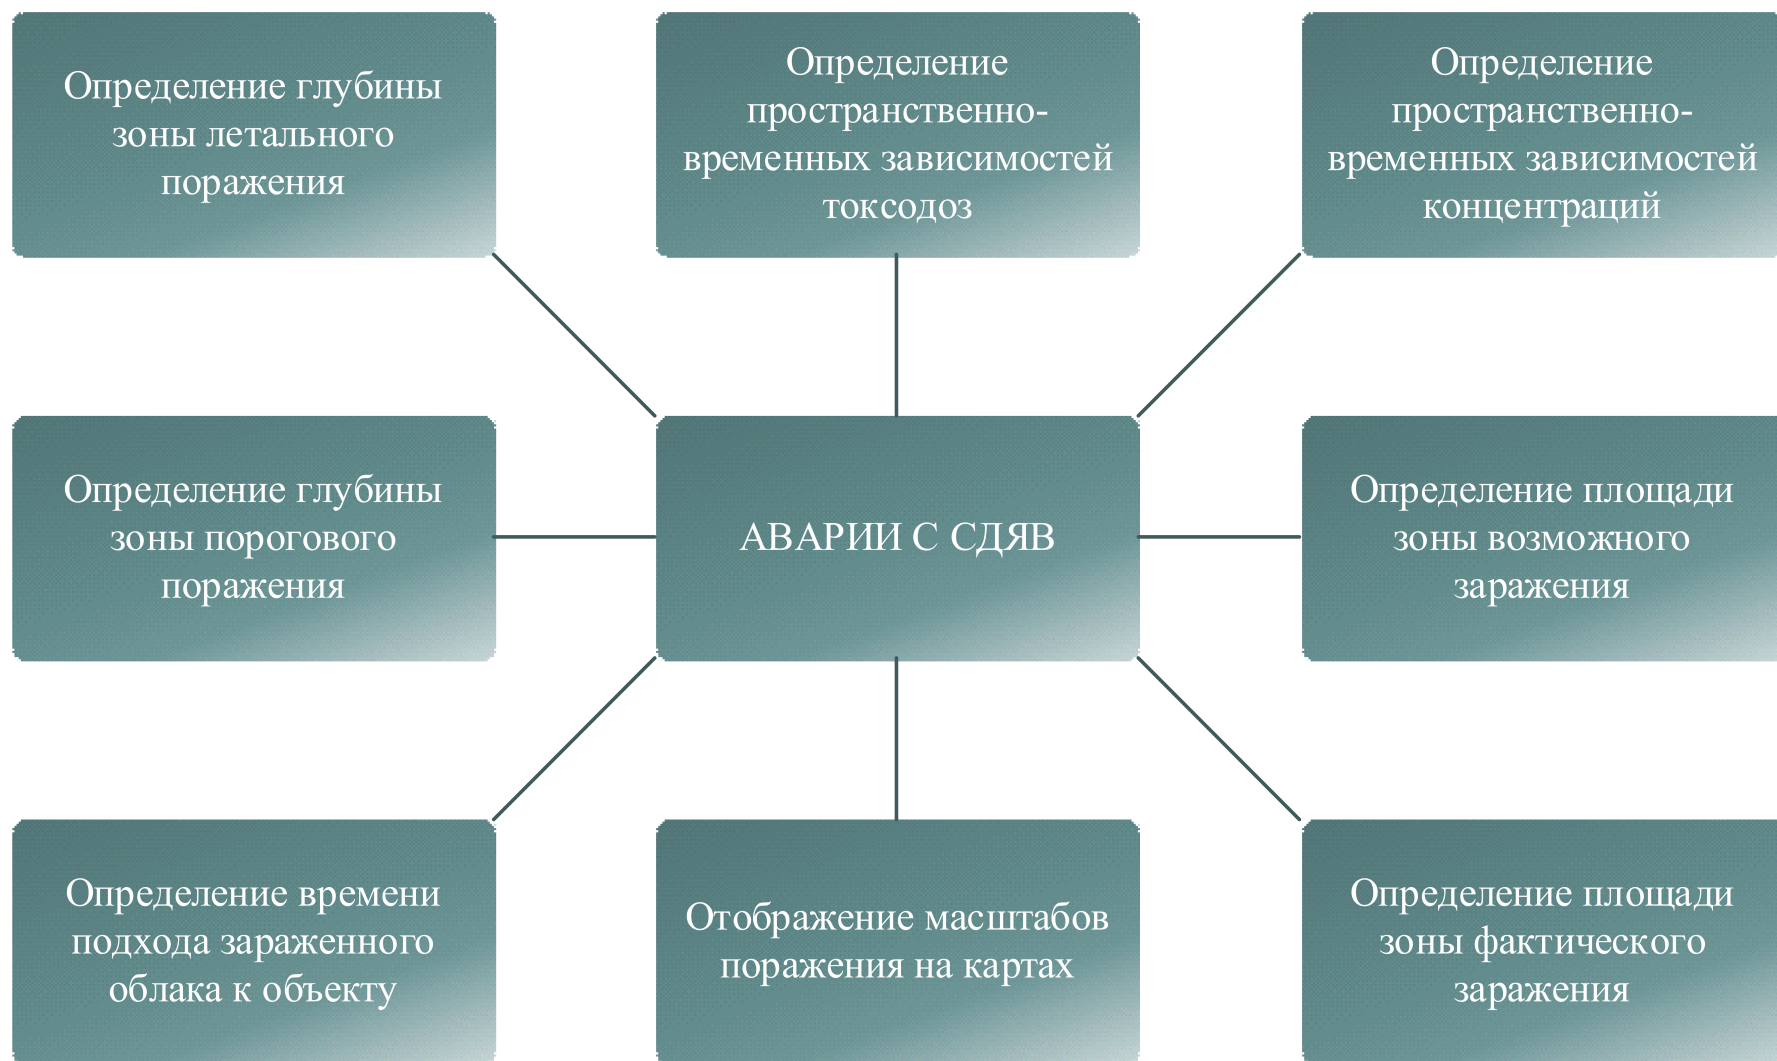 Определение глубины
зоны летального
поражения
Определение
пространственно-
временных зависимостей
токсодоз
Определение
пространственно-
временных зависимостей
концентраций
Определение глубины
зоны порогового
поражения
АВАРИИ С СДЯВ
Определение площади
зоны возможного
заражения
Определение времени
подхода зараженного
облака к объекту
Отображение масштабов
поражения на картах
Определение площади
зоны фактического
заражения